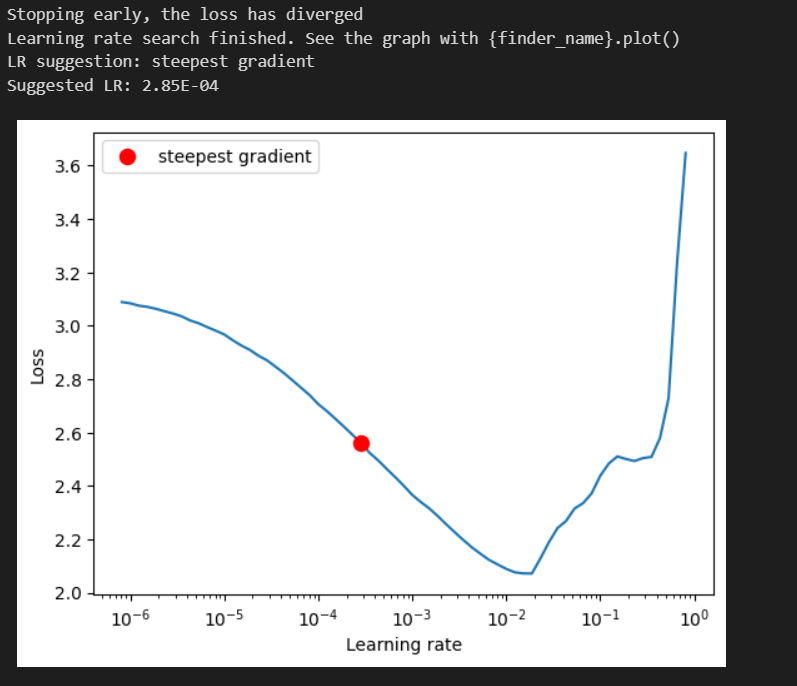 Stopping early, the loss has diverged
Learning rate search finished. See the graph with {finder_name}.plot()
LR suggestion: steepest gradient
Suggested LR: 2.85E-04
steepest gradient
3.6
3.4
3.2
3.0
2.8
2.6
2.4
2.2
2.0
Loss
10⁻⁶ 10⁻⁵ 10⁻⁴ 10⁻³ 10⁻² 10⁻¹ 10⁰
Learning rate